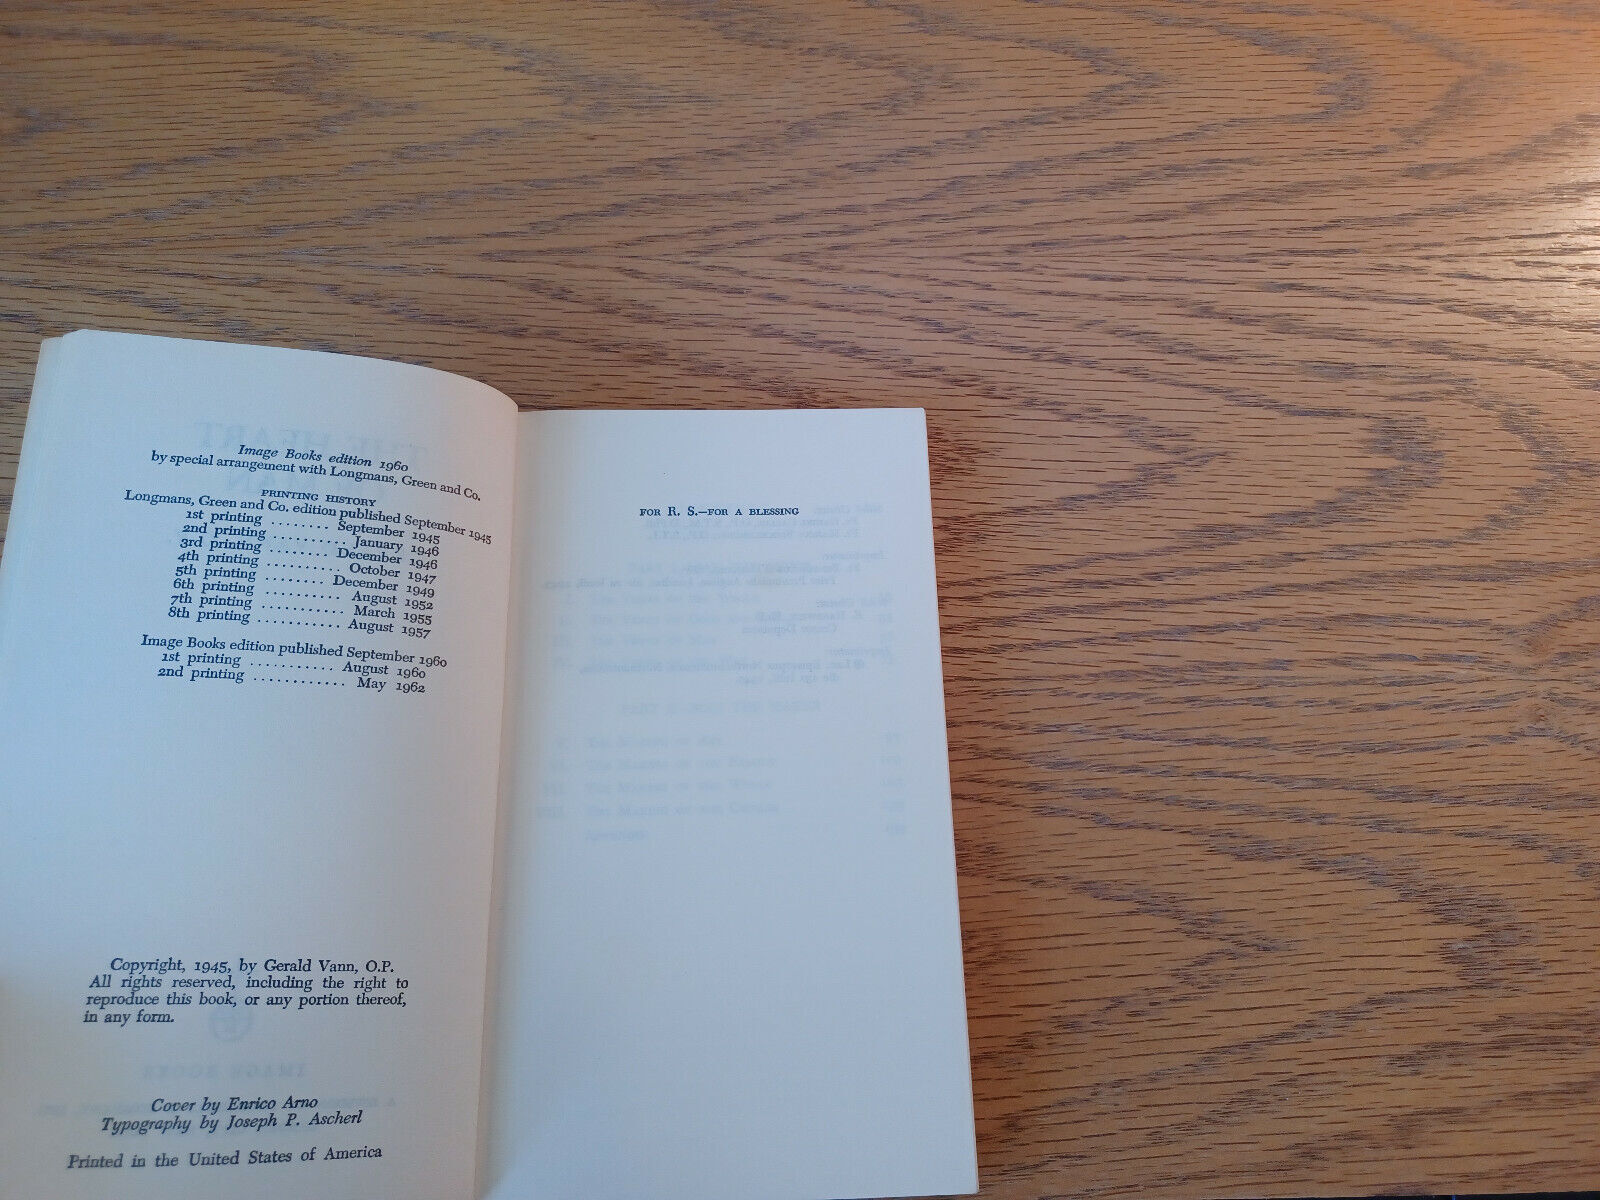 Image Books edition 1960
by special arrangement with Longmans, Green and Co.
PRINTING HISTORY
Longmans, Green and Co. edition published September 1945
1st printing ........ September 1945
2nd printing .......... January 1946
3rd printing ........ December 1946
4th printing .......... October 1947
5th printing ........ December 1949
6th printing ........... August 1952
7th printing ............ March 1955
8th printing ........... August 1957
Image Books edition published September 1960
1st printing ........... August 1960
2nd printing ............ May 1962
Copyright, 1945, by Gerald Vann, O.P.
All rights reserved, including the right to
reproduce this book, or any portion thereof,
in any form.
Cover by Enrico Arno
Typography by Joseph P. Ascherl
Printed in the United States of America
FOR R. S.—FOR A BLESSING